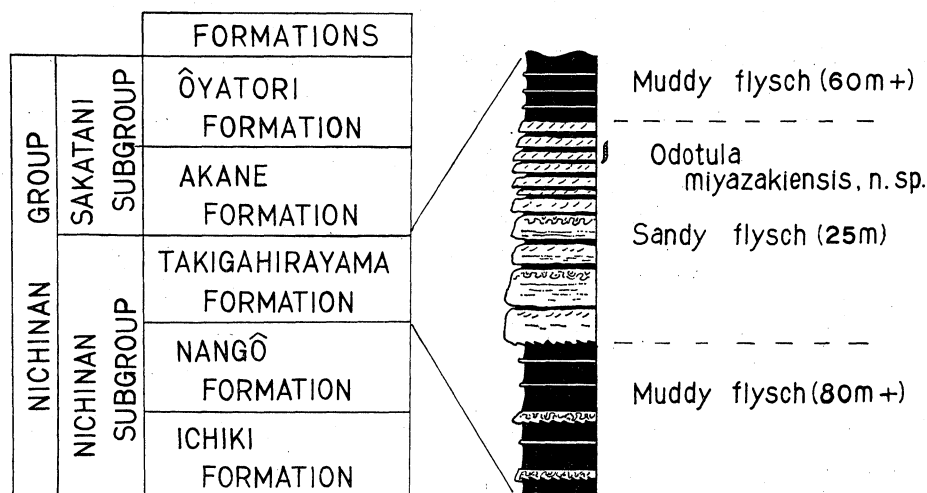 FORMATIONS
NICHINAN GROUP
SAKATANI
SUBGROUP
ÔYATORI
FORMATION
AKANE
FORMATION
NICHINAN
SUBGROUP
TAKIGAHIRAYAMA
FORMATION
NANGÔ
FORMATION
ICHIKI
FORMATION
Muddy flysch (60m+)
Odotula
miyazakiensis, n. sp.
Sandy flysch (25m)
Muddy flysch (80m+)